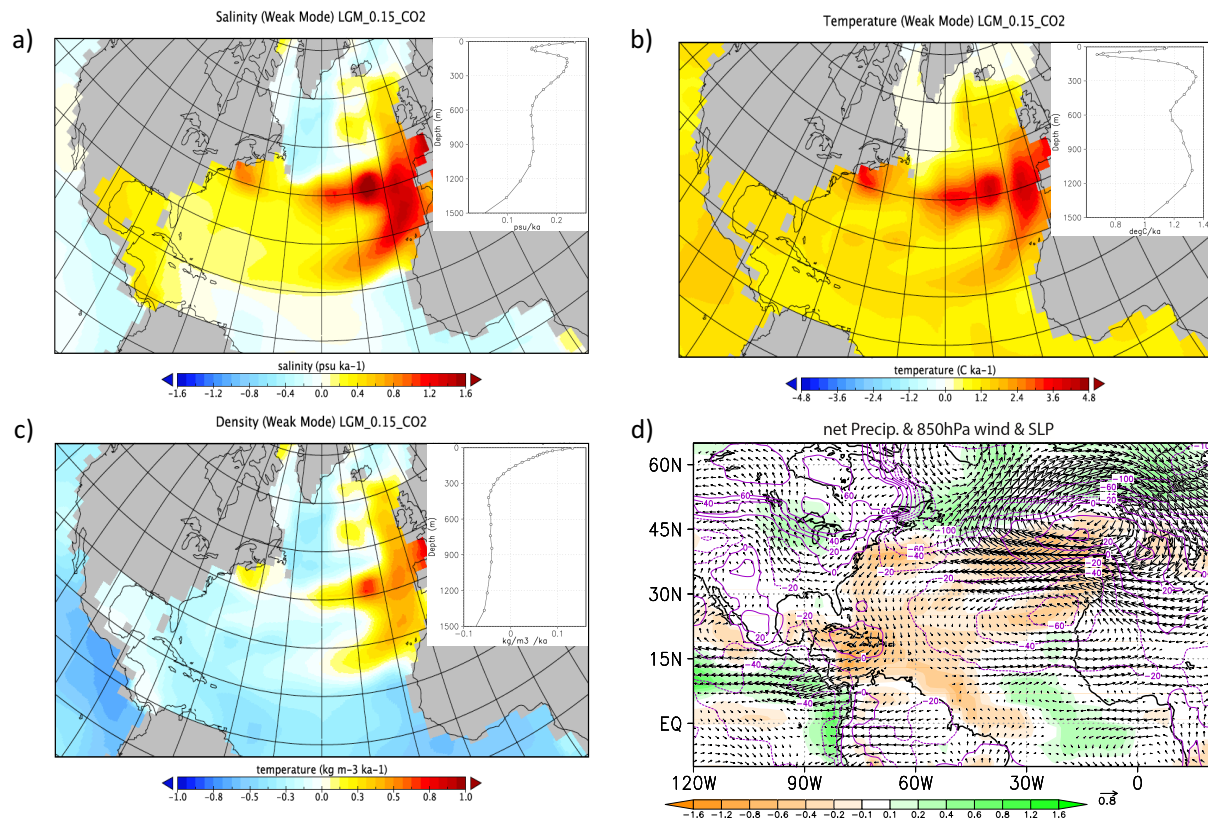 Salinity (Weak Mode) LGM_0.15_CO2
a)
0
300
600
900
1200
1500
Depth (m)
0.1
0.2
psu/ka
salinity (psu ka-1)
-1.6
-1.2
-0.8
-0.4
0.0
0.4
0.8
1.2
1.6
Temperature (Weak Mode) LGM_0.15_CO2
b)
0
300
600
900
1200
1500
Depth (m)
0.8
1
1.2
1.4
degC/ka
temperature (C ka-1)
-4.8
-3.6
-2.4
-1.2
0.0
1.2
2.4
3.6
4.8
Density (Weak Mode) LGM_0.15_CO2
c)
0
300
600
900
1200
1500
Depth (m)
-0.1
0
0.1
kg/m3 /ka
temperature (kg m-3 ka-1)
-1.0
-0.8
-0.5
-0.3
0.0
0.3
0.5
0.8
1.0
d)
net Precip. & 850hPa wind & SLP
60N
45N
30N
15N
EQ
120W
90W
60W
30W
0
-1.6
-1.2
-0.8
-0.6
-0.4
-0.2
-0.1
0.1
0.2
0.4
0.6
1.2
1.6
0.8